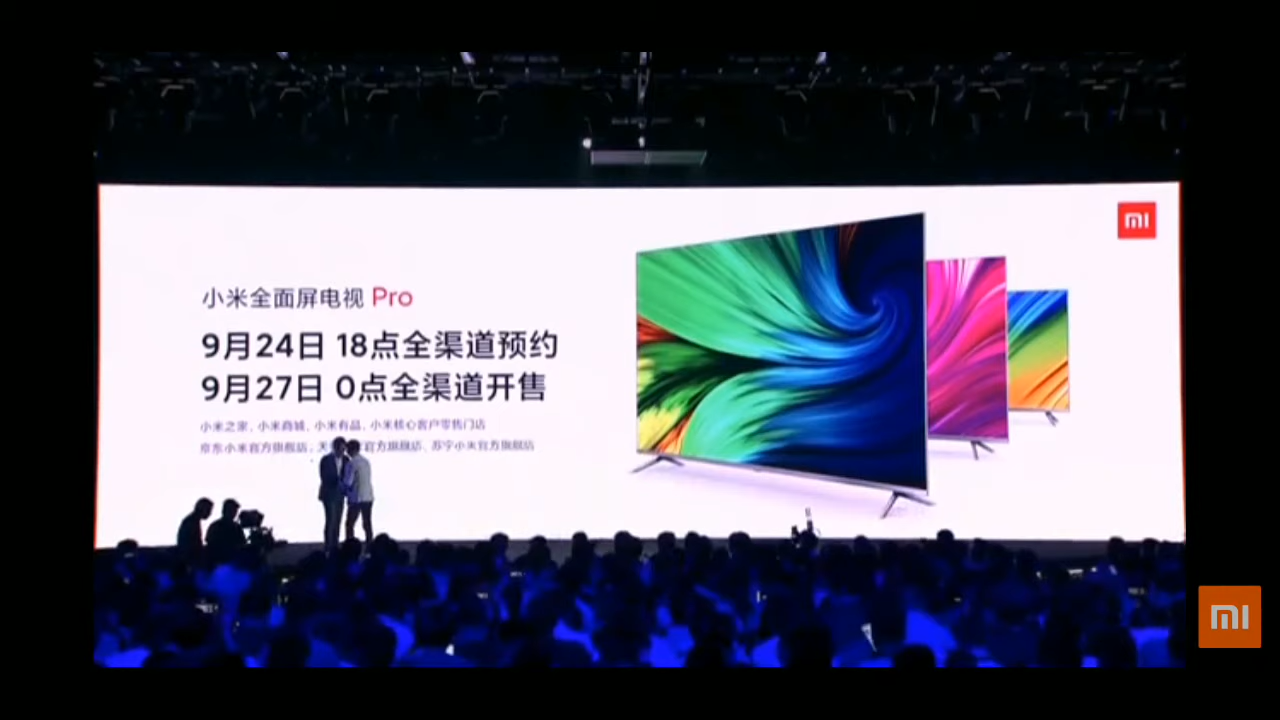 小米全面屏电视 Pro
9月24日 18点全渠道预约
9月27日 0点全渠道开售
小米之家、小米商城、小米有品、小米核心客户零售门店
京东小米官方旗舰店、天 官方旗舰店、苏宁小米官方旗舰店
mi
mi